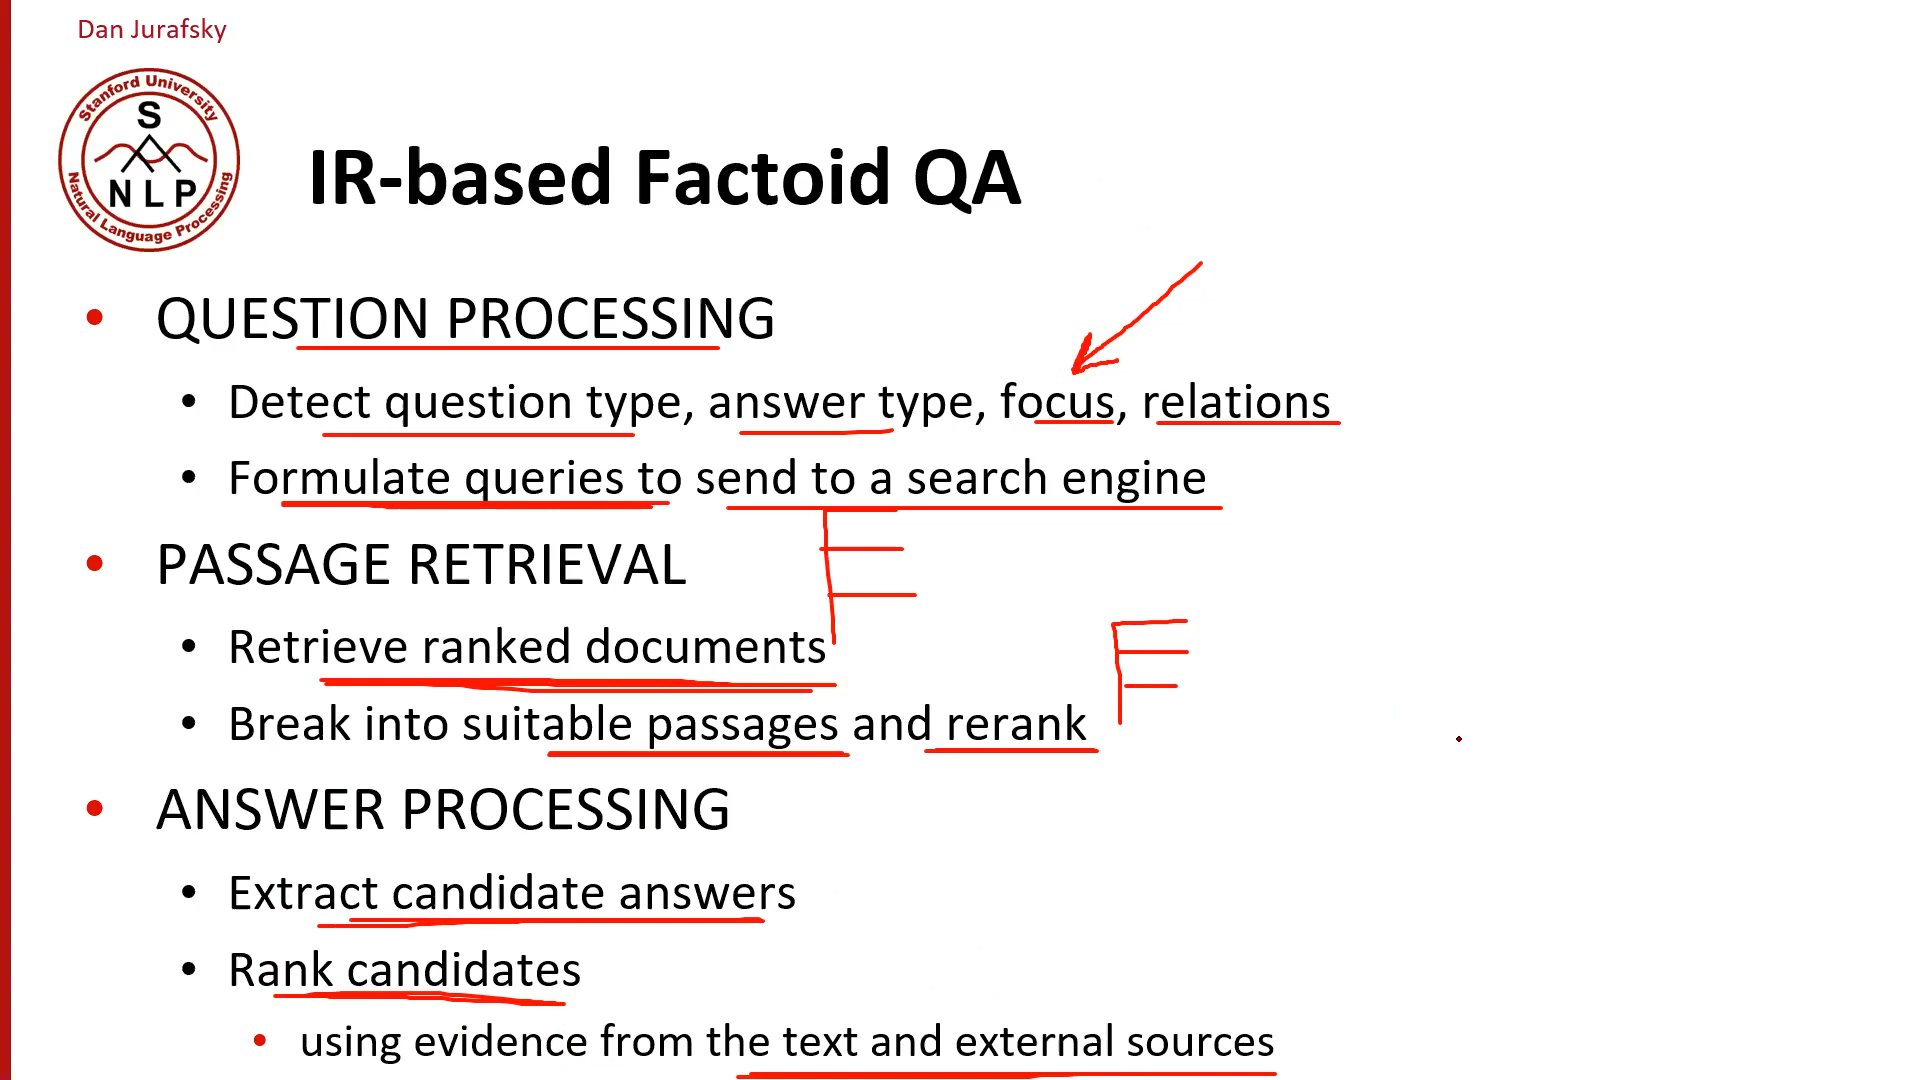 Dan Jurafsky
Stanford University
S
NLP
Natural Language Processing
IR-based Factoid QA
• QUESTION PROCESSING
• Detect question type, answer type, focus, relations
• Formulate queries to send to a search engine
• PASSAGE RETRIEVAL
• Retrieve ranked documents
• Break into suitable passages and rerank
• ANSWER PROCESSING
• Extract candidate answers
• Rank candidates
• using evidence from the text and external sources